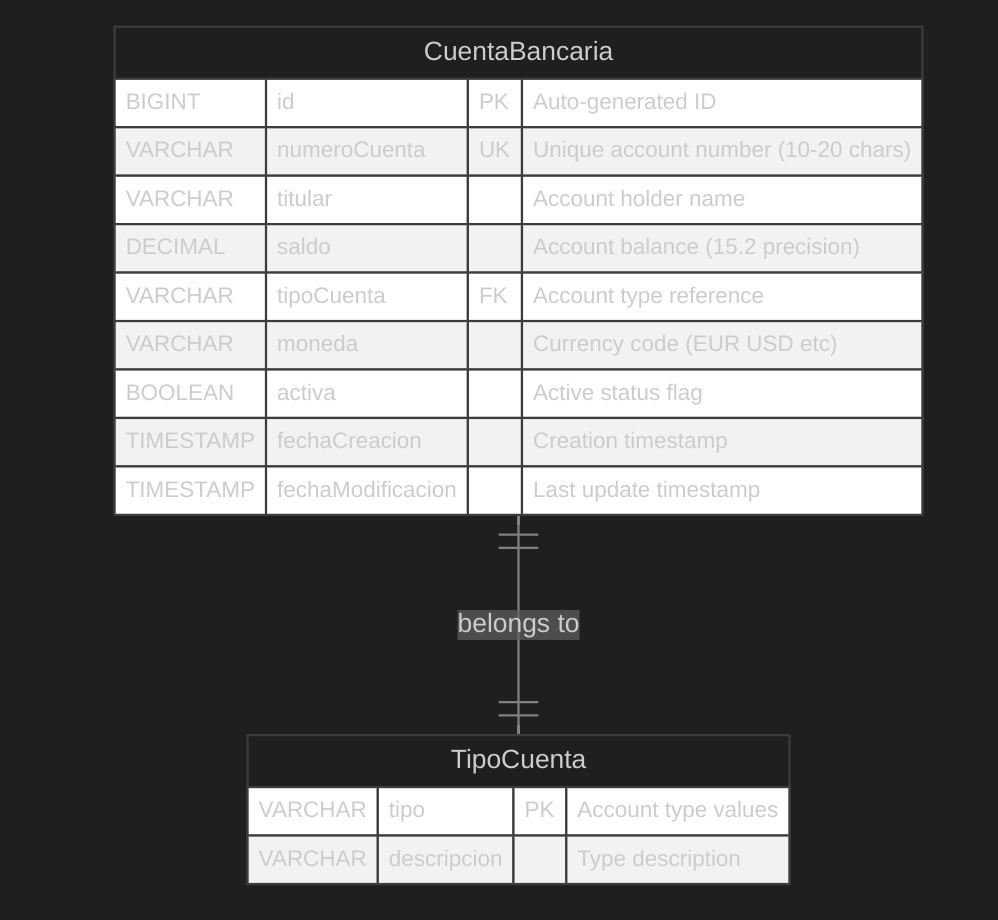 CuentaBancaria
BIGINT id PK Auto-generated ID
VARCHAR numeroCuenta UK Unique account number (10-20 chars)
VARCHAR titular Account holder name
DECIMAL saldo Account balance (15.2 precision)
VARCHAR tipoCuenta FK Account type reference
VARCHAR moneda Currency code (EUR USD etc)
BOOLEAN activa Active status flag
TIMESTAMP fechaCreacion Creation timestamp
TIMESTAMP fechaModificacion Last update timestamp
belongs to
TipoCuenta
VARCHAR tipo PK Account type values
VARCHAR descripcion Type description